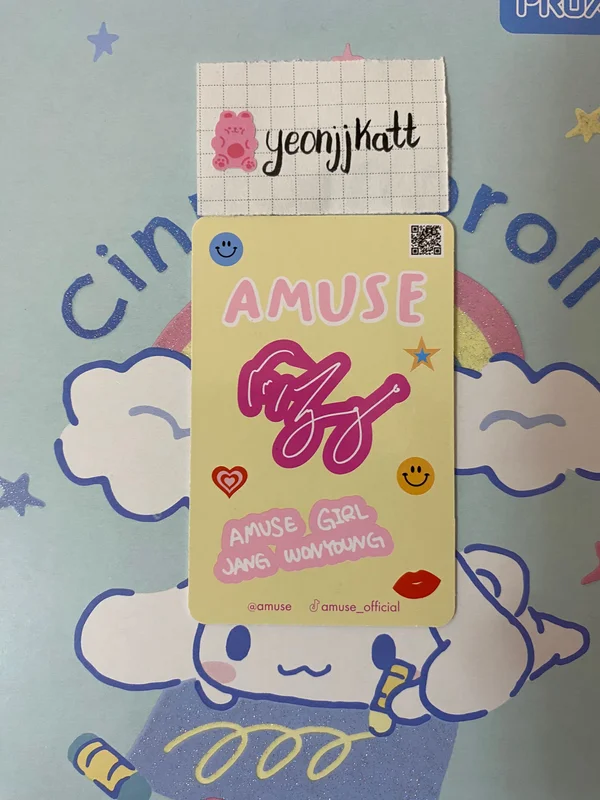 yeonjjkatt
AMUSE
AMUSE GIRL
JANG WONYOUNG
@amuse amuse_official